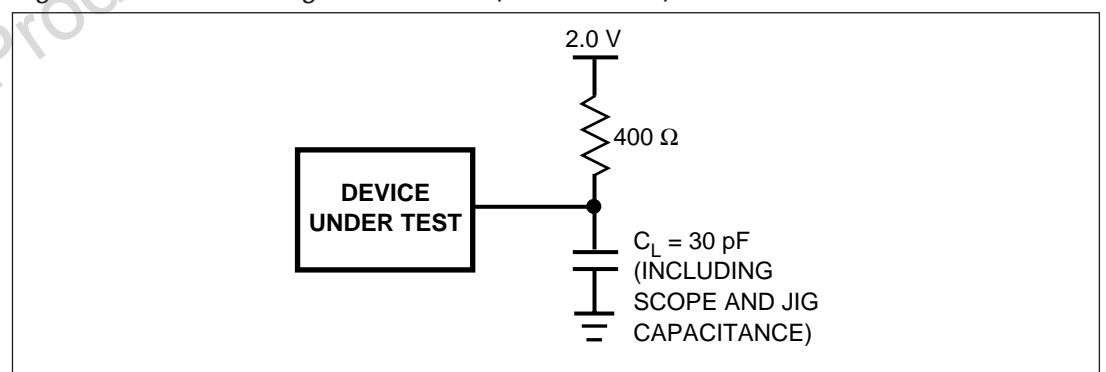 2.0 V
400 Ω
DEVICE
UNDER TEST
C_L = 30 pF
(INCLUDING
SCOPE AND JIG
CAPACITANCE)